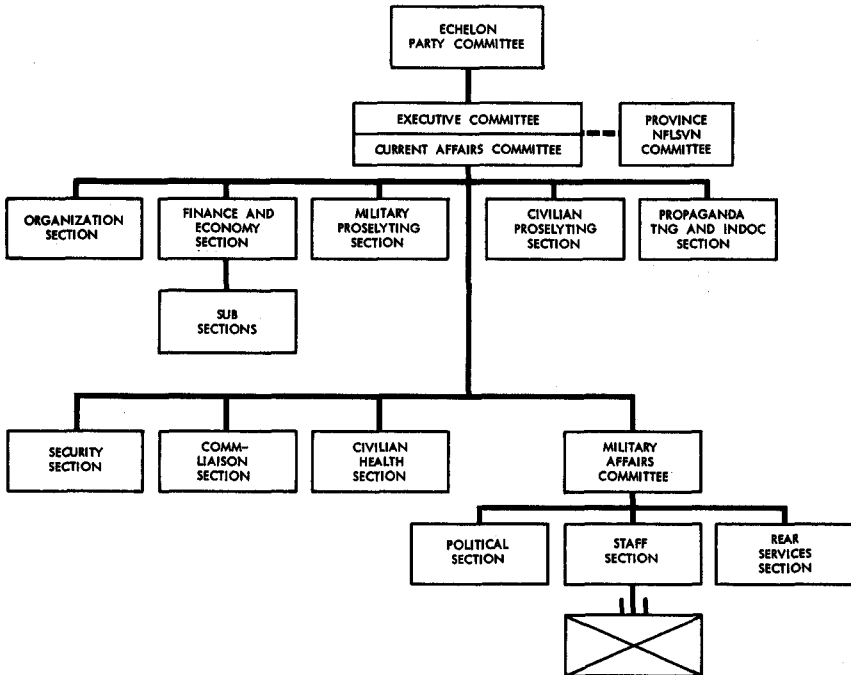 ECHELON
PARTY COMMITTEE
EXECUTIVE COMMITTEE
CURRENT AFFAIRS COMMITTEE
PROVINCE
NFLSVN
COMMITTEE
ORGANIZATION
SECTION
FINANCE AND
ECONOMY
SECTION
MILITARY
PROSELYTING
SECTION
CIVILIAN
PROSELYTING
SECTION
PROPAGANDA
TNG AND INDOC
SECTION
SUB
SECTIONS
SECURITY
SECTION
COMM-
LIAISON
SECTION
CIVILIAN
HEALTH
SECTION
MILITARY
AFFAIRS
COMMITTEE
POLITICAL
SECTION
STAFF
SECTION
REAR
SERVICES
SECTION